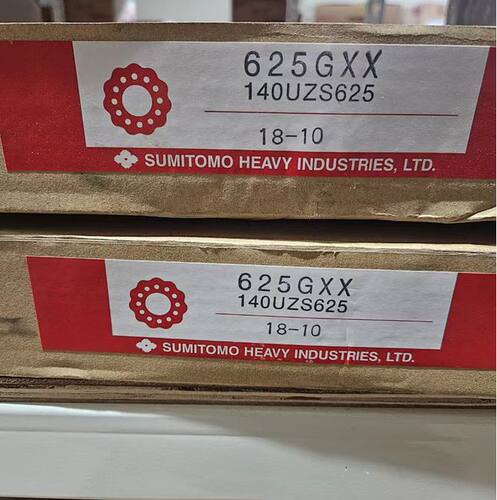 625GXX
140UZS625
18-10
SUMITOMO HEAVY INDUSTRIES, LTD.
625GXX
140UZS625
18-10
SUMITOMO HEAVY INDUSTRIES, LTD.